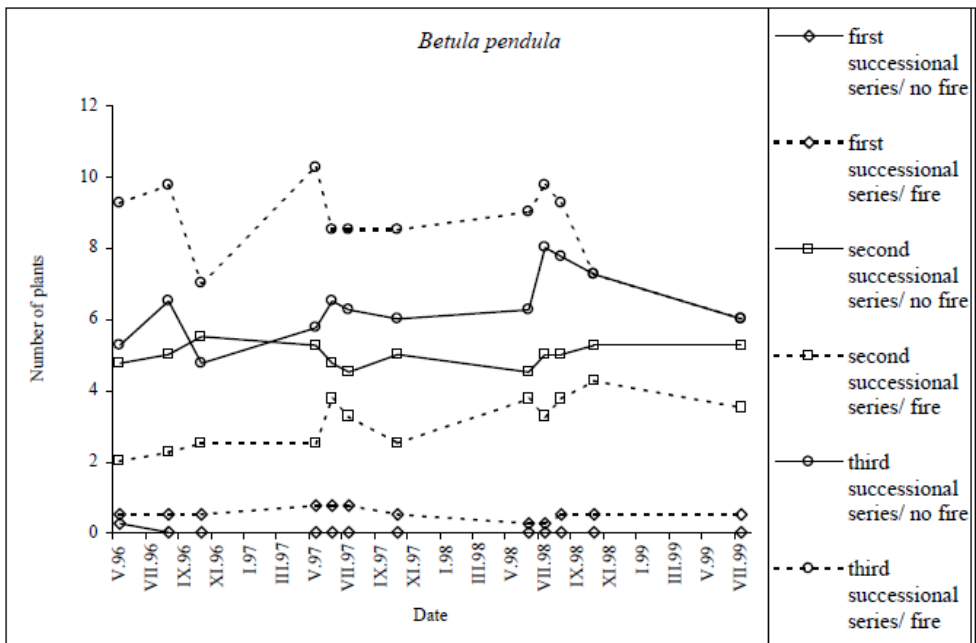 Betula pendula
12
10
8
6
4
2
0
Number of plants
V.96
VII.96
IX.96
XI.96
I.97
III.97
V.97
VII.97
IX.97
XI.97
I.98
III.98
V.98
VII.98
IX.98
XI.98
I.99
III.99
V.99
VII.99
Date
first
successional
series/ no fire
first
successional
series/ fire
second
successional
series/ no fire
second
successional
series/ fire
third
successional
series/ no fire
third
successional
series/ fire